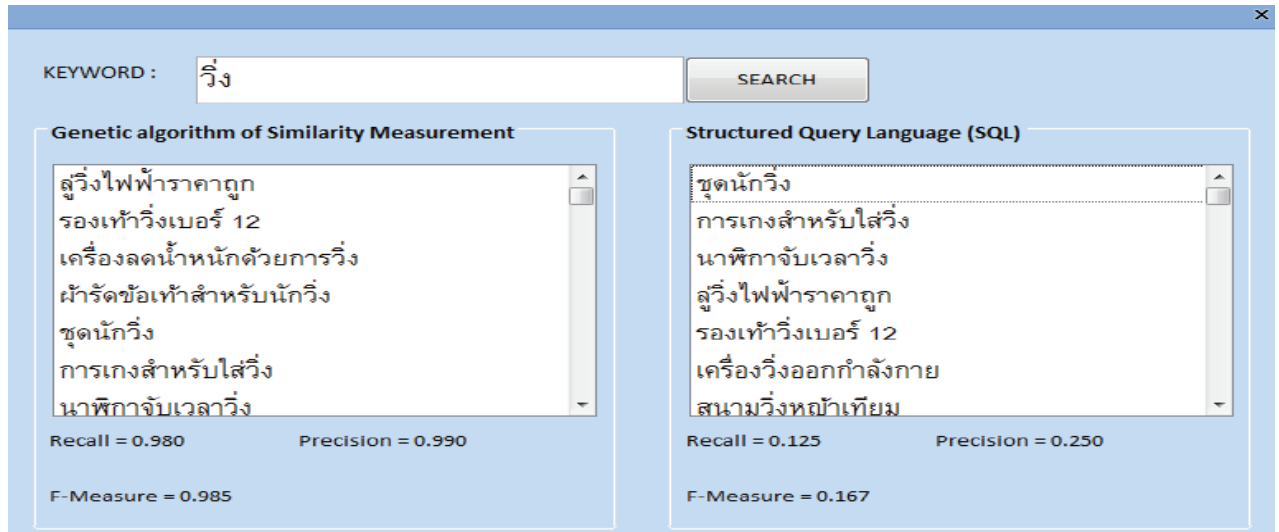 KEYWORD : วิ่ง SEARCH
Genetic algorithm of Similarity Measurement
ลู่วิ่งไฟฟ้าราคาถูก
รองเท้าวิ่งเบอร์ 12
เครื่องลดน้ำหนักด้วยการวิ่ง
ผ้ารัดข้อเท้าสำหรับนักวิ่ง
ชุดนักวิ่ง
การเกงสำหรับใส่วิ่ง
นาฬิกาจับเวลาวิ่ง
Recall = 0.980 Precision = 0.990
F-Measure = 0.985
Structured Query Language (SQL)
ชุดนักวิ่ง
การเกงสำหรับใส่วิ่ง
นาฬิกาจับเวลาวิ่ง
ลู่วิ่งไฟฟ้าราคาถูก
รองเท้าวิ่งเบอร์ 12
เครื่องวิ่งออกกำลังกาย
สนามวิ่งหญ้าเทียม
Recall = 0.125 Precision = 0.250
F-Measure = 0.167